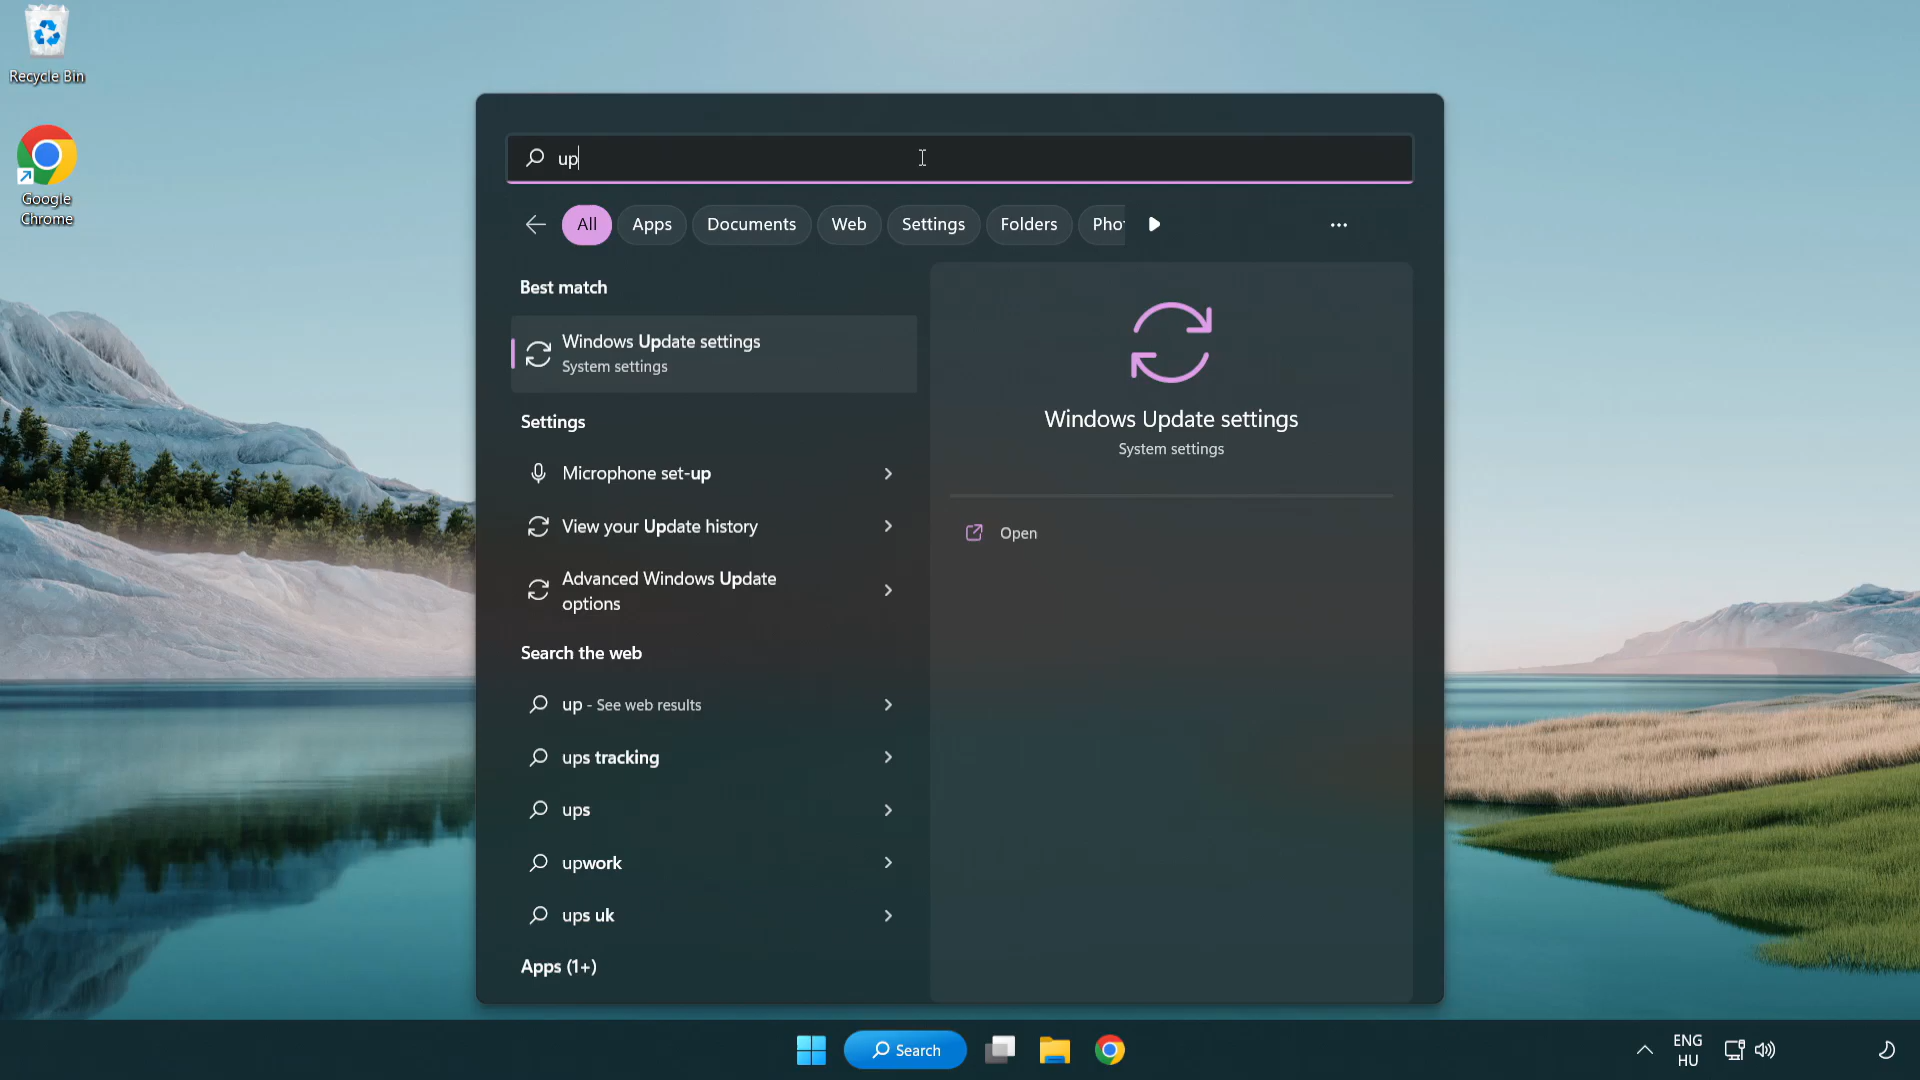 Recycle Bin
Google
Chrome
up
All
Apps
Documents
Web
Settings
Folders
Pho
Best match
Windows Update settings
System settings
Settings
Microphone set-up
View your Update history
Advanced Windows Update
options
Search the web
up - See web results
ups tracking
ups
upwork
ups uk
Apps (1+)
Windows Update settings
System settings
Open
Search
ENG
HU